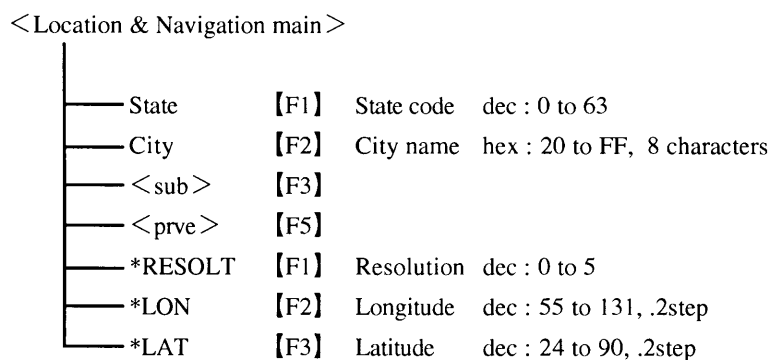 ＜Location & Navigation main＞
State 【F1】 State code dec : 0 to 63
City 【F2】 City name hex : 20 to FF, 8 characters
＜sub＞ 【F3】
＜prve＞ 【F5】
*RESOLT 【F1】 Resolution dec : 0 to 5
*LON 【F2】 Longitude dec : 55 to 131, .2step
*LAT 【F3】 Latitude dec : 24 to 90, .2step